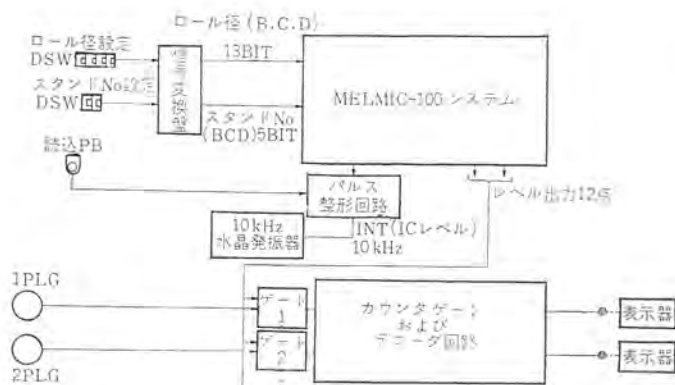 ロール径(B.C.D)
ロール径設定
DSW
13BIT
スタンドNo設定
DSW
信号変換器
スタンドNo
(BCD)5BIT
MELMIC-100システム
読込PB
パルス
整形回路
レベル出力12点
10kHz
水晶発振器
INT(ICレベル)
10kHz
1PLG
ゲート
1
カウンタゲート
および
デコーダ回路
表示器
ゲート
2
表示器
2PLG